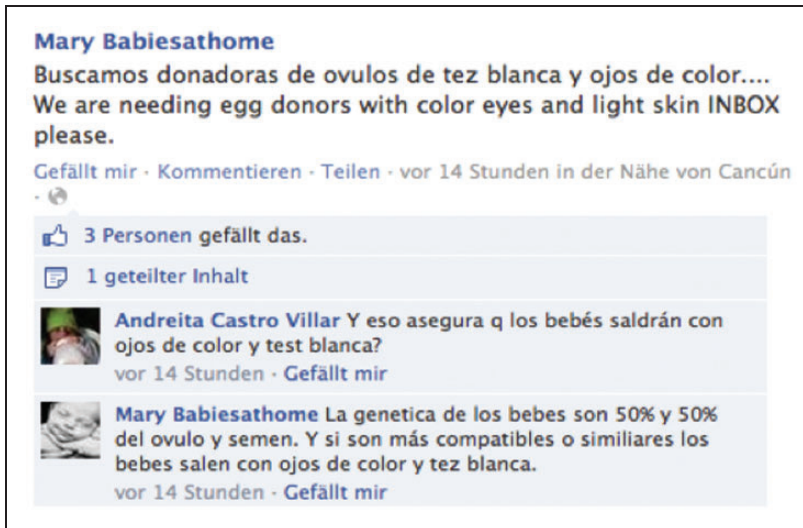 Mary Babiesathome
Buscamos donadoras de ovulos de tez blanca y ojos de color....
We are needing egg donors with color eyes and light skin INBOX
please.
Gefällt mir · Kommentieren · Teilen · vor 14 Stunden in der Nähe von Cancún
·
3 Personen gefällt das.
1 geteilter Inhalt
Andreita Castro Villar Y eso asegura q los bebés saldrán con
ojos de color y test blanca?
vor 14 Stunden · Gefällt mir
Mary Babiesathome La genetica de los bebes son 50% y 50%
del ovulo y semen. Y si son más compatibles o similiares los
bebes salen con ojos de color y tez blanca.
vor 14 Stunden · Gefällt mir